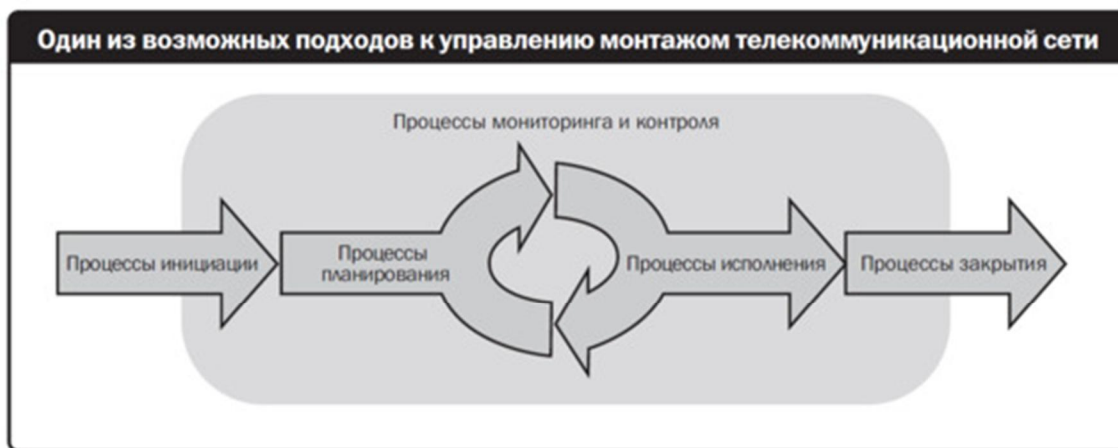 Один из возможных подходов к управлению монтажом телекоммуникационной сети
Процессы мониторинга и контроля
Процессы инициации
Процессы
планирования
Процессы исполнения
Процессы закрытия